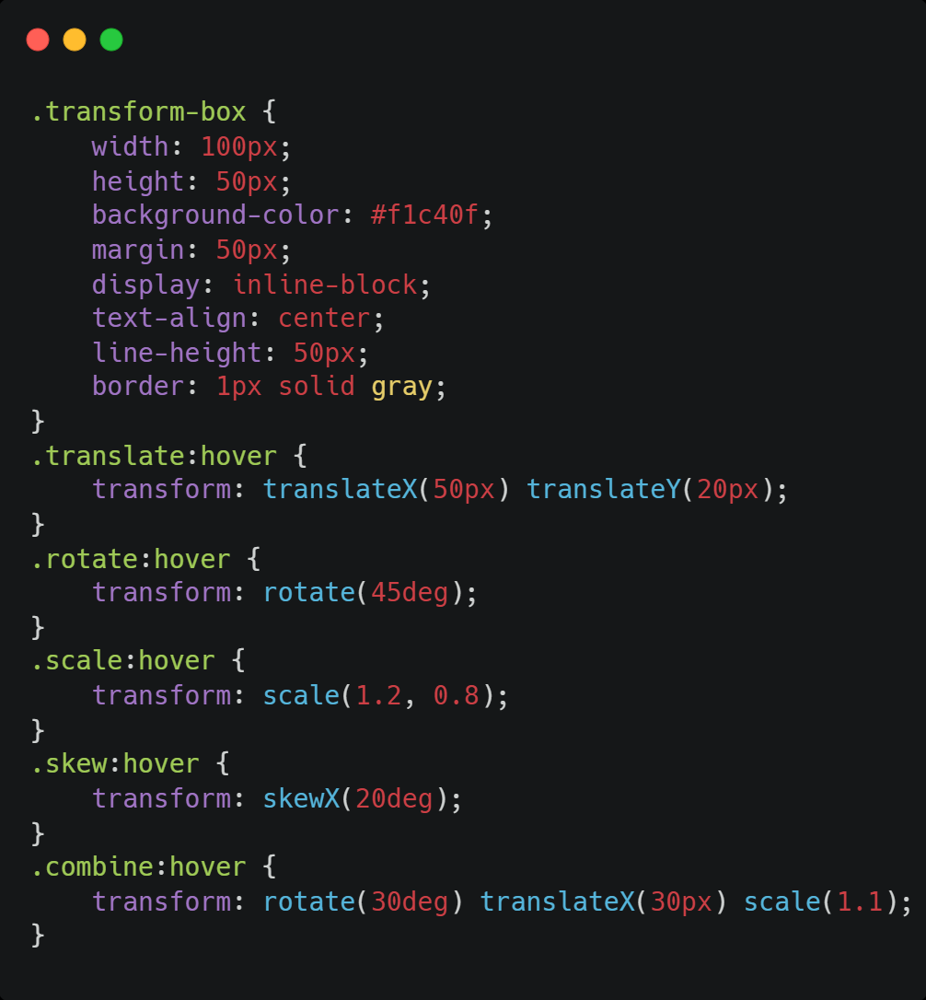 .transform-box {
    width: 100px;
    height: 50px;
    background-color: #f1c40f;
    margin: 50px;
    display: inline-block;
    text-align: center;
    line-height: 50px;
    border: 1px solid gray;
}
.translate:hover {
    transform: translateX(50px) translateY(20px);
}
.rotate:hover {
    transform: rotate(45deg);
}
.scale:hover {
    transform: scale(1.2, 0.8);
}
.skew:hover {
    transform: skewX(20deg);
}
.combine:hover {
    transform: rotate(30deg) translateX(30px) scale(1.1);
}